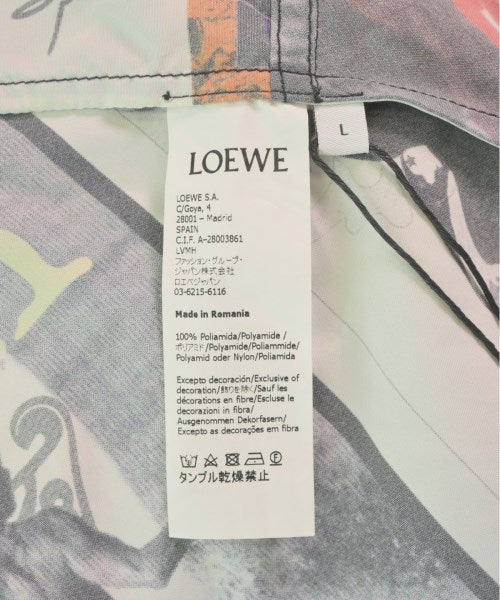 L
LOEWE
LOEWE S.A.
C/Goya, 4
28001 – Madrid
SPAIN
C.I.F. A-28003861
LVMH
ファッション・グループ・
ジャパン株式会社
ロエベジャパン
03-6215-6116
Made in Romania
100% Poliamida/Polyamide /
ポリアミド/Polyamide/Poliammide/
Polyamid oder Nylon/Poliamida
Excepto decoración/Exclusive of
decoration/飾りを除く/Sauf les
décorations en fibre/Escluse le
decorazioni in fibra/
Ausgenommen Dekorfasern/
Excepto as decorações em fibra
タンブル乾燥禁止